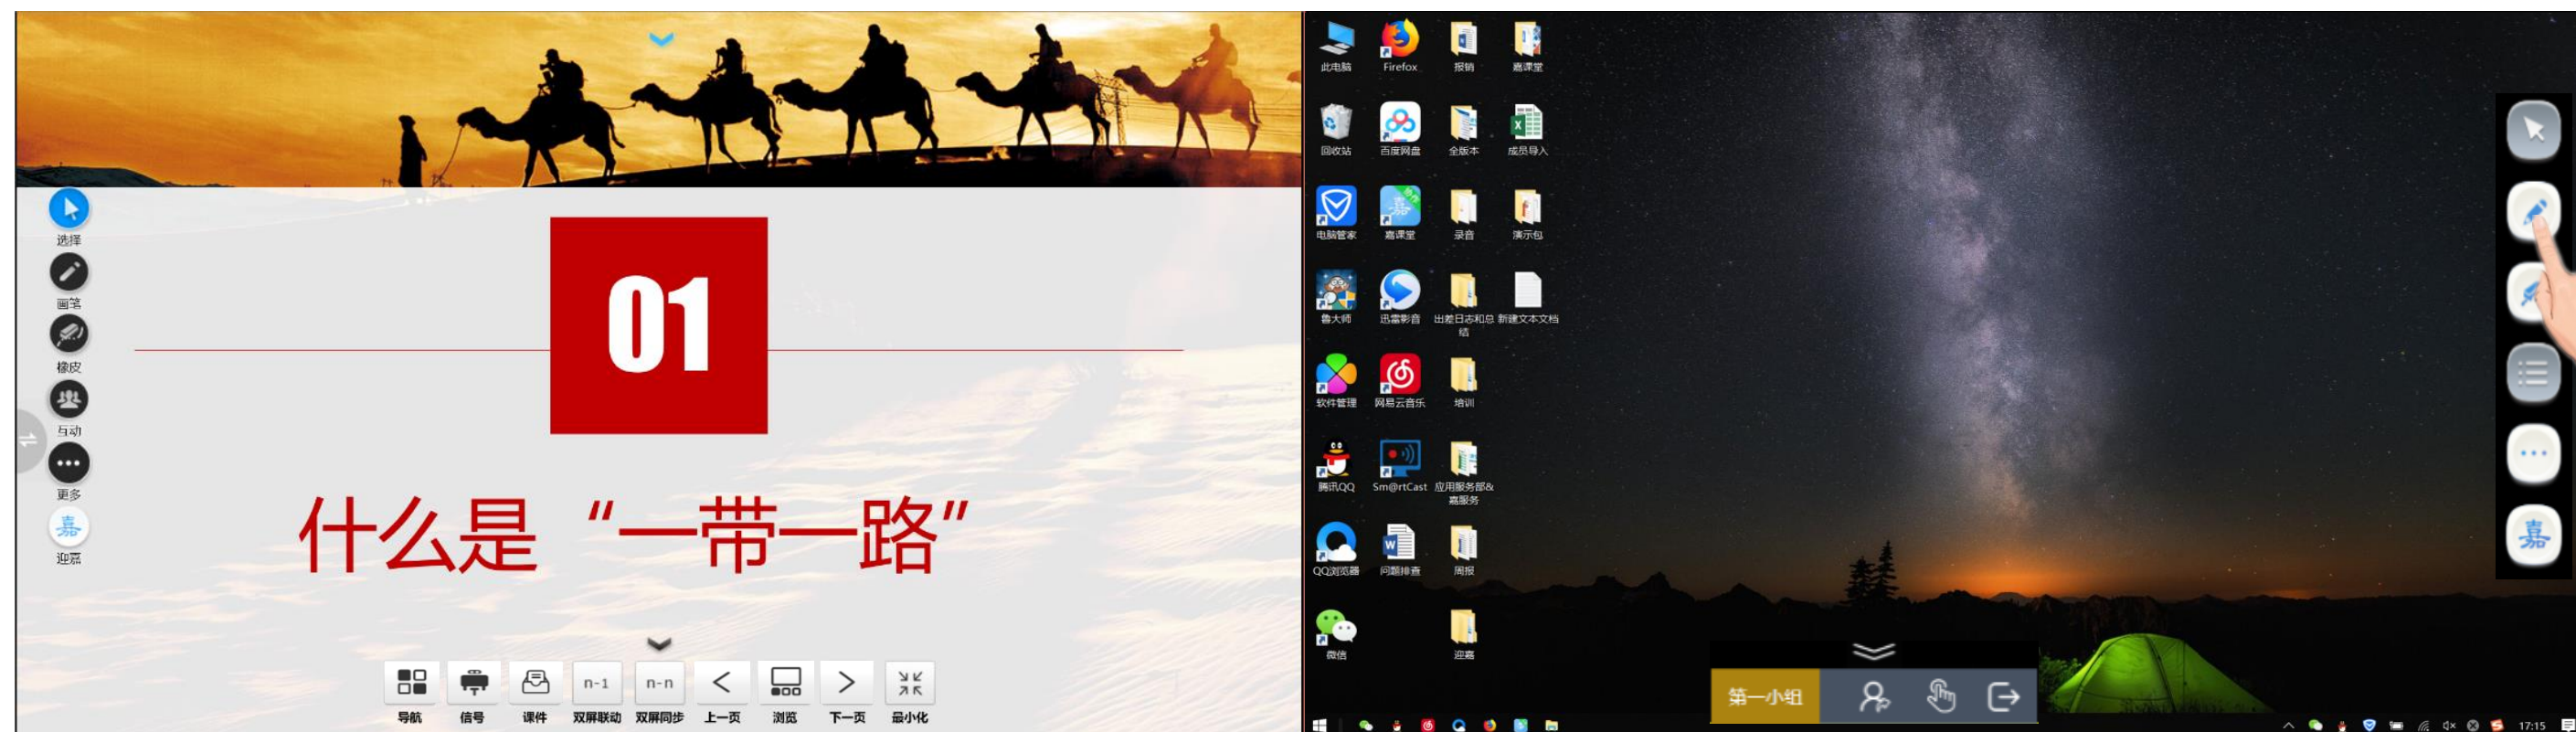 选择
画笔
橡皮
互动
更多
嘉
迎嘉
01
什么是 “一带一路”
n-1
n-n
导航
信号
课件
双屏联动
双屏同步
上一页
浏览
下一页
最小化
此电脑
Firefox
报销
嘉课堂
回收站
百度网盘
全版本
成员导入
电脑管家
嘉课堂
录音
演示包
鲁大师
迅雷影音
出差日志和总结
新建文本文档
软件管理
网易云音乐
培训
腾讯QQ
Sm@rtCast
应用服务部&
嘉服务
QQ浏览器
问题排查
周报
微信
迎嘉
第一小组
嘉
17:15